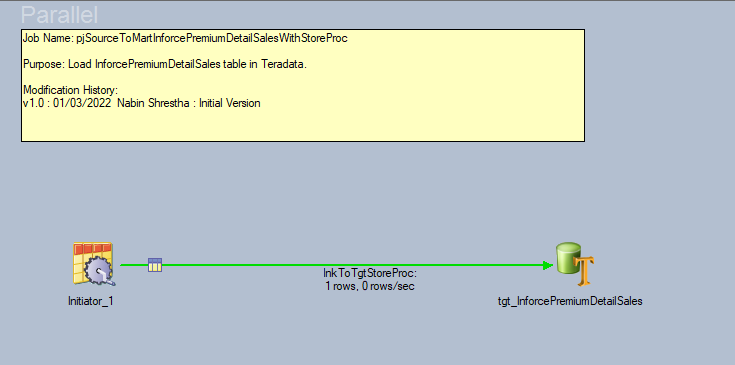 Parallel
Job Name: pjSourceToMartInforcePremiumDetailSalesWithStoreProc
Purpose: Load InforcePremiumDetailSales table in Teradata.
Modification History:
v1.0 : 01/03/2022 Nabin Shrestha : Initial Version
lnkToTgtStoreProc:
1 rows, 0 rows/sec
Initiator_1
tgt_InforcePremiumDetailSales